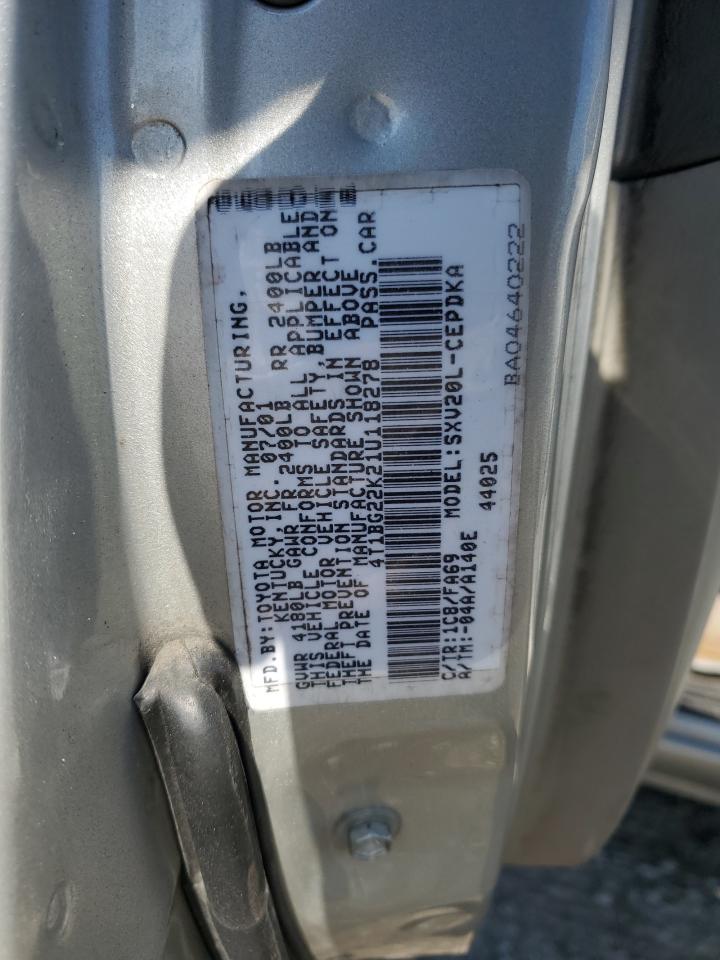 MFD.BY:TOYOTA MOTOR MANUFACTURING,
KENTUCKY,INC. 07/01
GVWR 4180LB GAWR FR 2400LB RR 2400LB
THIS VEHICLE CONFORMS TO ALL APPLICABLE
FEDERAL MOTOR VEHICLE SAFETY, BUMPER AND
THEFT PREVENTION STANDARDS IN EFFECT ON
THE DATE OF MANUFACTURE SHOWN ABOVE
4T1BG22K21U118278 PASS.CAR
C/TR:1C8/FA69 MODEL:SXV20L-CEPDKA
A/TM:-04A/A140E 44025
BA04640222